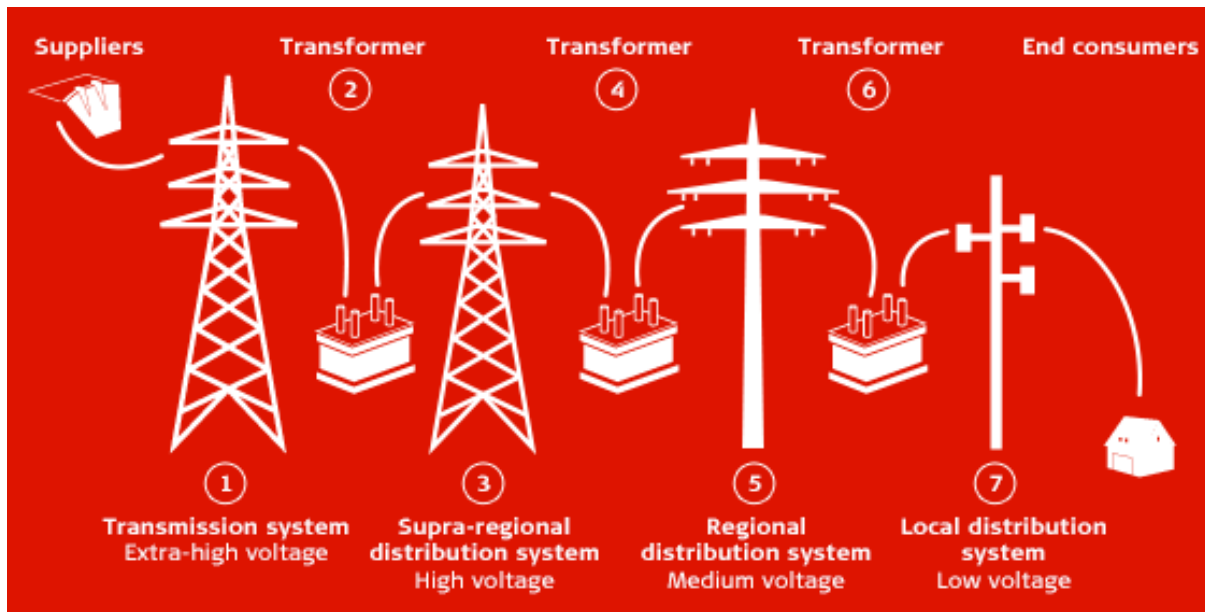 Suppliers
Transformer
Transformer
Transformer
End consumers
2
4
6
1
3
5
7
Transmission system
Extra-high voltage
Supra-regional
distribution system
High voltage
Regional
distribution system
Medium voltage
Local distribution
system
Low voltage